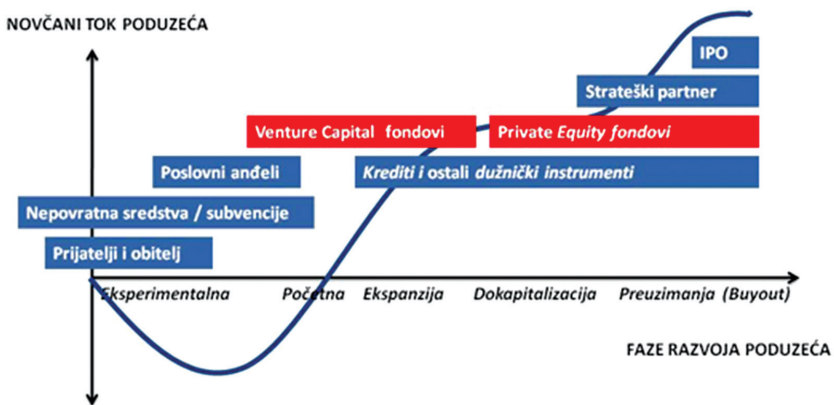 NOVČANI TOK PODUZEĆA
IPO
Strateški partner
Venture Capital fondovi
Private Equity fondovi
Poslovni anđeli
Krediti i ostali dužnički instrumenti
Nepovratna sredstva / subvencije
Prijatelji i obitelj
Eksperimentalna
Početna
Ekspanzija
Dokapitalizacija
Preuzimanja (Buyout)
FAZE RAZVOJA PODUZEĆA